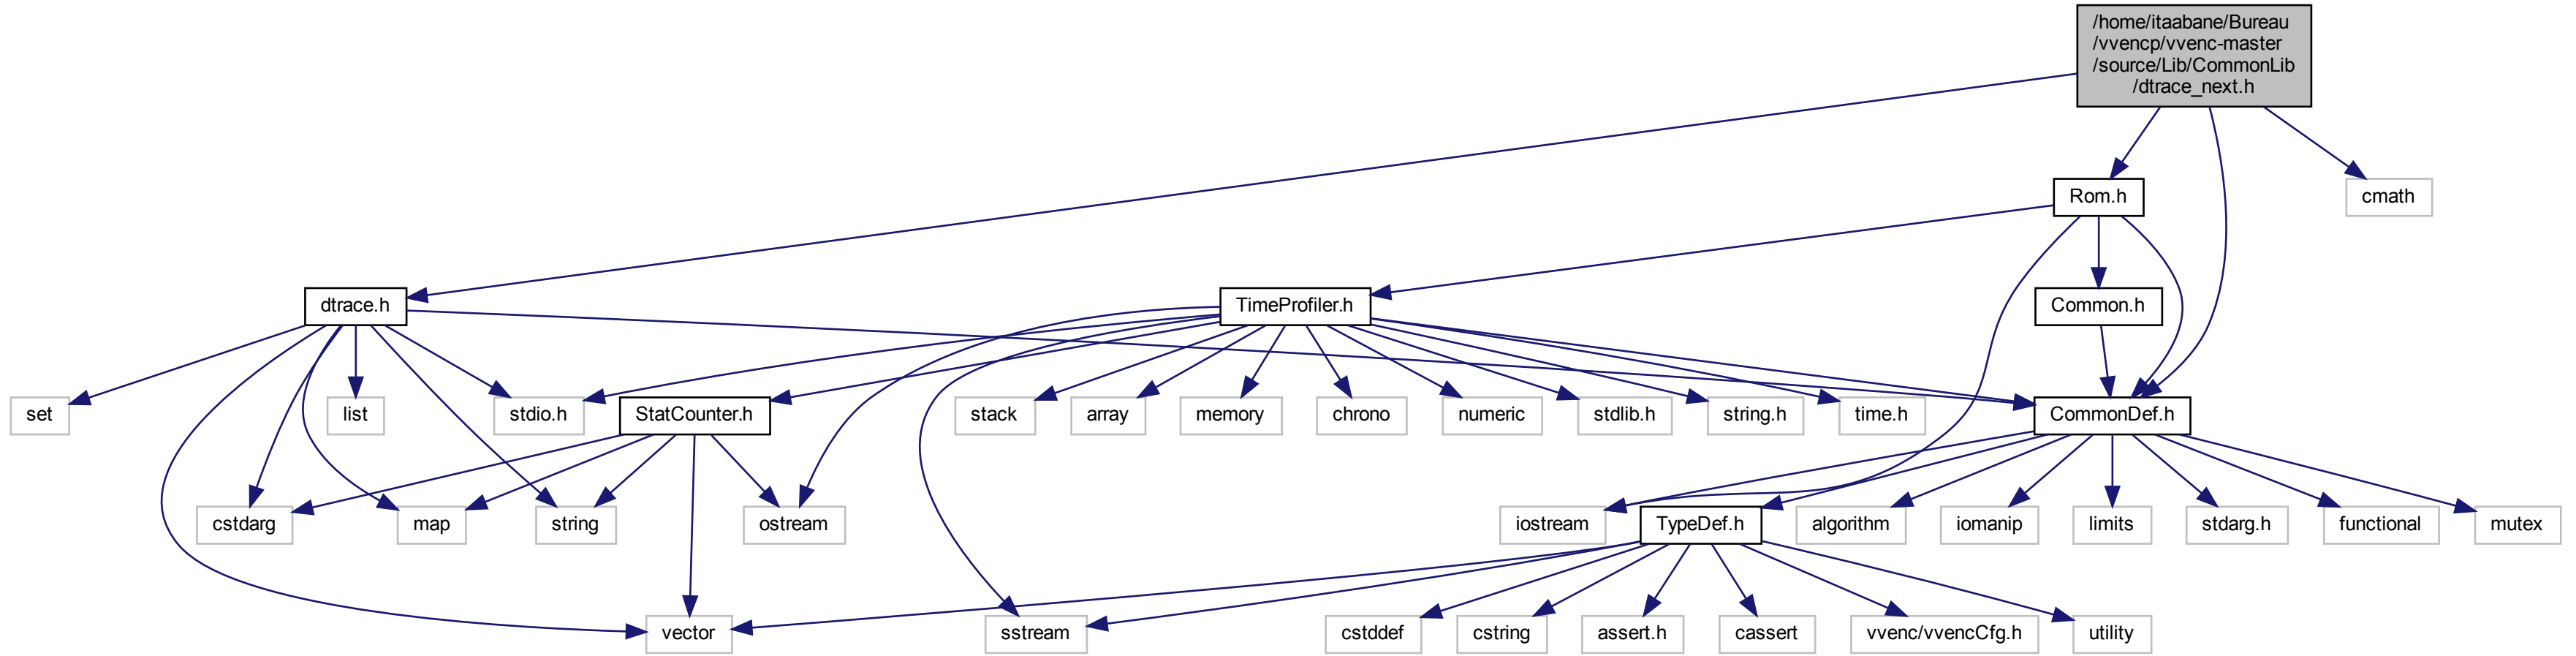 /home/itaabane/Bureau
/vvencp/vvenc-master
/source/Lib/CommonLib
/dtrace_next.h
Rom.h
cmath
dtrace.h
TimeProfiler.h
Common.h
set
list
stdio.h
StatCounter.h
stack
array
memory
chrono
numeric
stdlib.h
string.h
time.h
CommonDef.h
cstdarg
map
string
ostream
iostream
TypeDef.h
algorithm
iomanip
limits
stdarg.h
functional
mutex
vector
sstream
cstddef
cstring
assert.h
cassert
vvenc/vvencCfg.h
utility